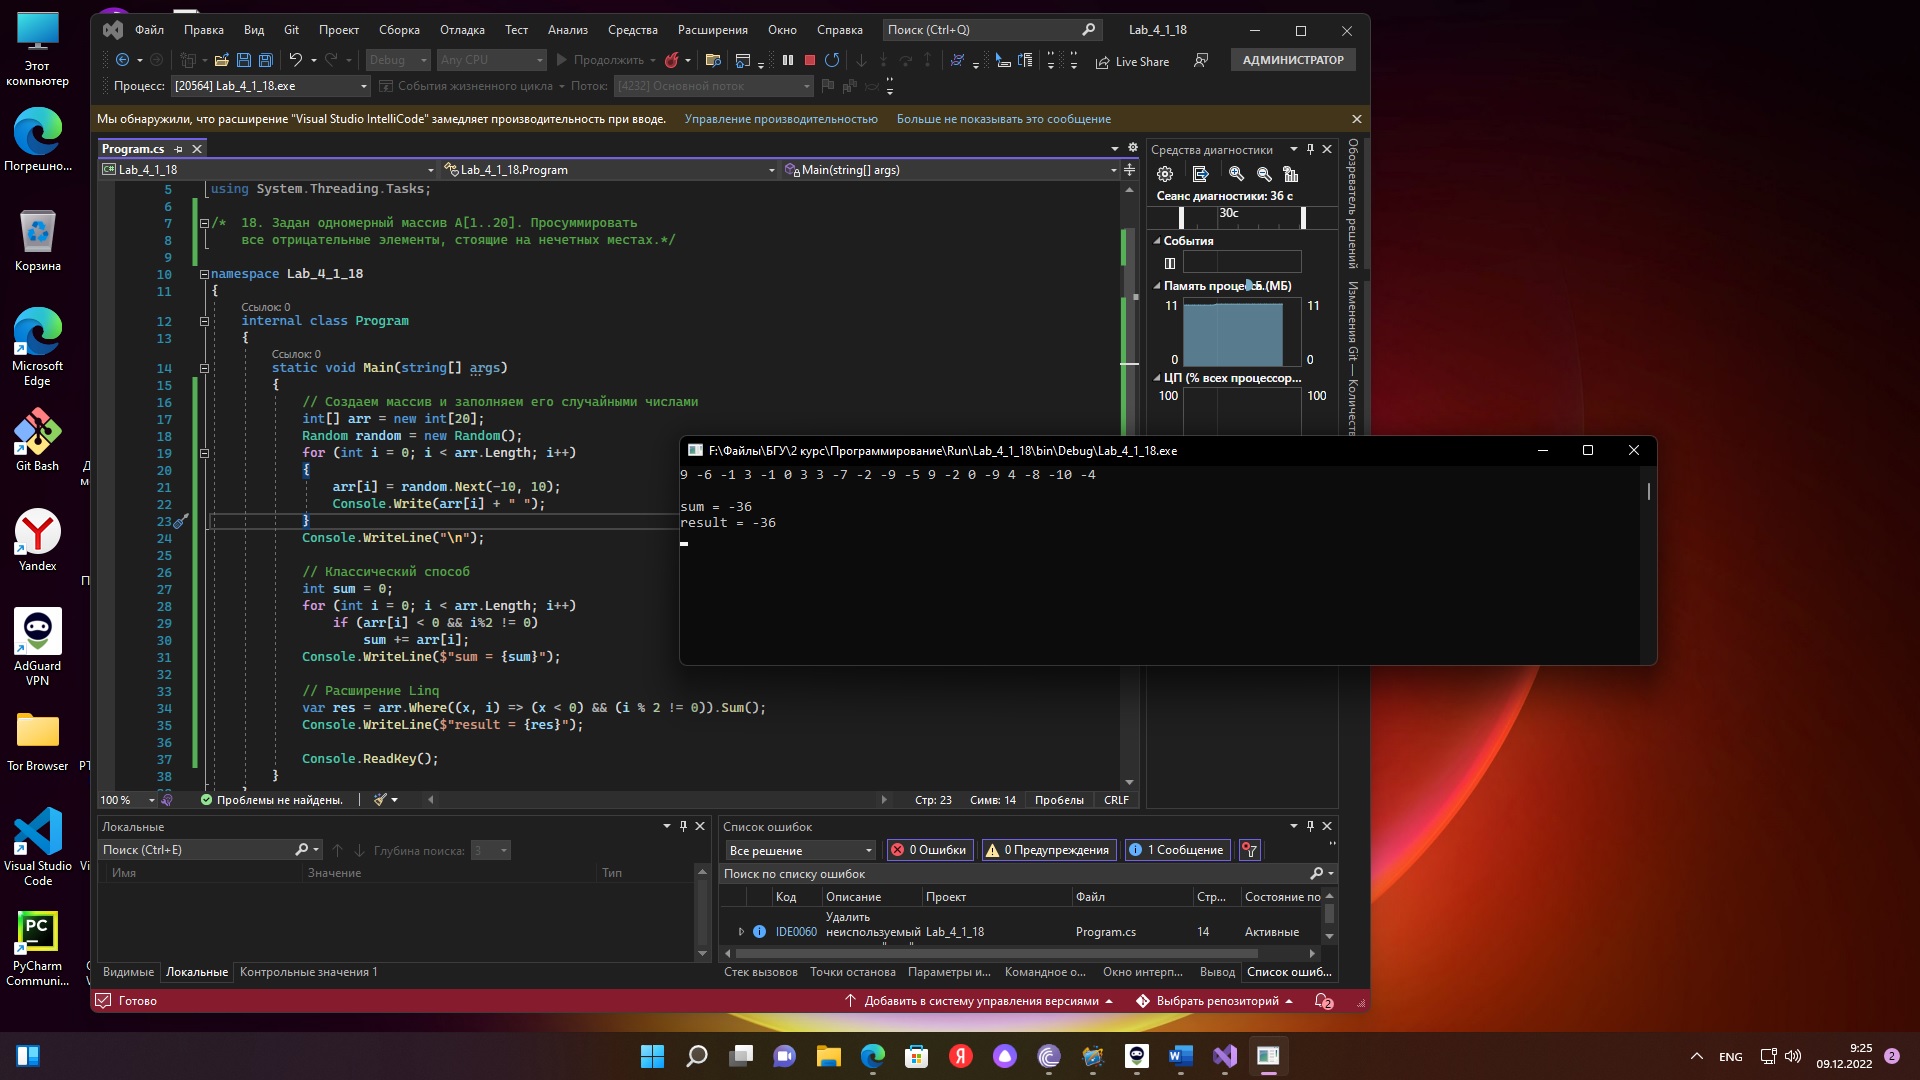 Этот
компьютер
Погрешно...
Корзина
Microsoft
Edge
Git Bash
Yandex
AdGuard
VPN
Tor Browser
Visual Studio
Code
PyCharm
Communi...
Файл Правка Вид Git Проект Сборка Отладка Тест Анализ Средства Расширения Окно Справка Поиск (Ctrl+Q) Lab_4_1_18
Debug Any CPU Продолжить Live Share АДМИНИСТРАТОР
Процесс: [20564] Lab_4_1_18.exe События жизненного цикла Поток: [4232] Основной поток
Мы обнаружили, что расширение "Visual Studio IntelliCode" замедляет производительность при вводе. Управление производительностью Больше не показывать это сообщение
Program.cs
Lab_4_1_18 Lab_4_1_18.Program Main(string[] args)
5 using System.Threading.Tasks;
6
7 /* 18. Задан одномерный массив A[1..20]. Просуммировать
8 все отрицательные элементы, стоящие на нечетных местах.*/
9
10 namespace Lab_4_1_18
11 {
Ссылок: 0
12 internal class Program
13 {
Ссылок: 0
14 static void Main(string[] args)
15 {
16 // Создаем массив и заполняем его случайными числами
17 int[] arr = new int[20];
18 Random random = new Random();
19 for (int i = 0; i < arr.Length; i++)
20 {
21 arr[i] = random.Next(-10, 10);
22 Console.Write(arr[i] + " ");
23 }
24 Console.WriteLine("\n");
25
26 // Классический способ
27 int sum = 0;
28 for (int i = 0; i < arr.Length; i++)
29 if (arr[i] < 0 && i%2 != 0)
30 sum += arr[i];
31 Console.WriteLine($"sum = {sum}");
32
33 // Расширение Linq
34 var res = arr.Where((x, i) => (x < 0) && (i % 2 != 0)).Sum();
35 Console.WriteLine($"result = {res}");
36
37 Console.ReadKey();
38 }
100 % Проблемы не найдены. Стр: 23 Симв: 14 Пробелы CRLF
Средства диагностики
Сеанс диагностики: 36 с
30с
События
Память процесса (МБ)
11 11
0 0
ЦП (% всех процессор...
100 100
Обозреватель решений
Изменения Git — Количеств
F:\Файлы\БГУ\2 курс\Программирование\Run\Lab_4_1_18\bin\Debug\Lab_4_1_18.exe
9 -6 -1 3 -1 0 3 3 -7 -2 -9 -5 9 -2 0 -9 4 -8 -10 -4
sum = -36
result = -36
Локальные
Поиск (Ctrl+E) Глубина поиска: 3
Имя Значение Тип
Видимые Локальные Контрольные значения 1
Список ошибок
Все решение 0 Ошибки 0 Предупреждения 1 Сообщение
Поиск по списку ошибок
Код Описание Проект Файл Стр... Состояние по
Удалить
IDE0060 неиспользуемый Lab_4_1_18 Program.cs 14 Активные
Стек вызовов Точки останова Параметры и... Командное о... Окно интерп... Вывод Список ошиб...
Готово Добавить в систему управления версиями Выбрать репозиторий 2
ENG 9:25
09.12.2022 2